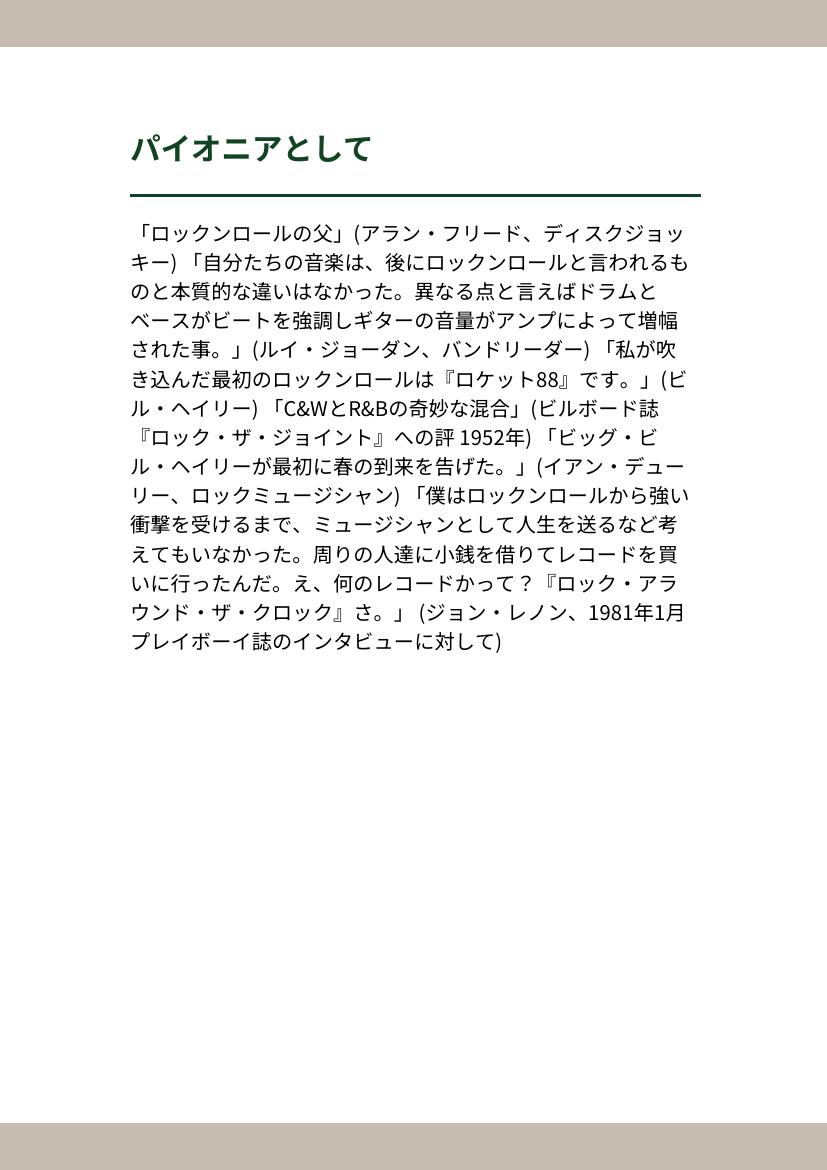 パイオニアとして
「ロックンロールの父」(アラン・フリード、ディスクジョッ
キー) 「自分たちの音楽は、後にロックンロールと言われるも
のと本質的な違いはなかった。異なる点と言えばドラムと
ベースがビートを強調しギターの音量がアンプによって増幅
された事。」(ルイ・ジョーダン、バンドリーダー) 「私が吹
き込んだ最初のロックンロールは『ロケット88』です。」(ビ
ル・ヘイリー) 「C&WとR&Bの奇妙な混合」(ビルボード誌
『ロック・ザ・ジョイント』への評 1952年) 「ビッグ・ビ
ル・ヘイリーが最初に春の到来を告げた。」(イアン・デュー
リー、ロックミュージシャン) 「僕はロックンロールから強い
衝撃を受けるまで、ミュージシャンとして人生を送るなど考
えてもいなかった。周りの人達に小銭を借りてレコードを買
いに行ったんだ。え、何のレコードかって？『ロック・アラ
ウンド・ザ・クロック』さ。」 (ジョン・レノン、1981年1月
プレイボーイ誌のインタビューに対して)